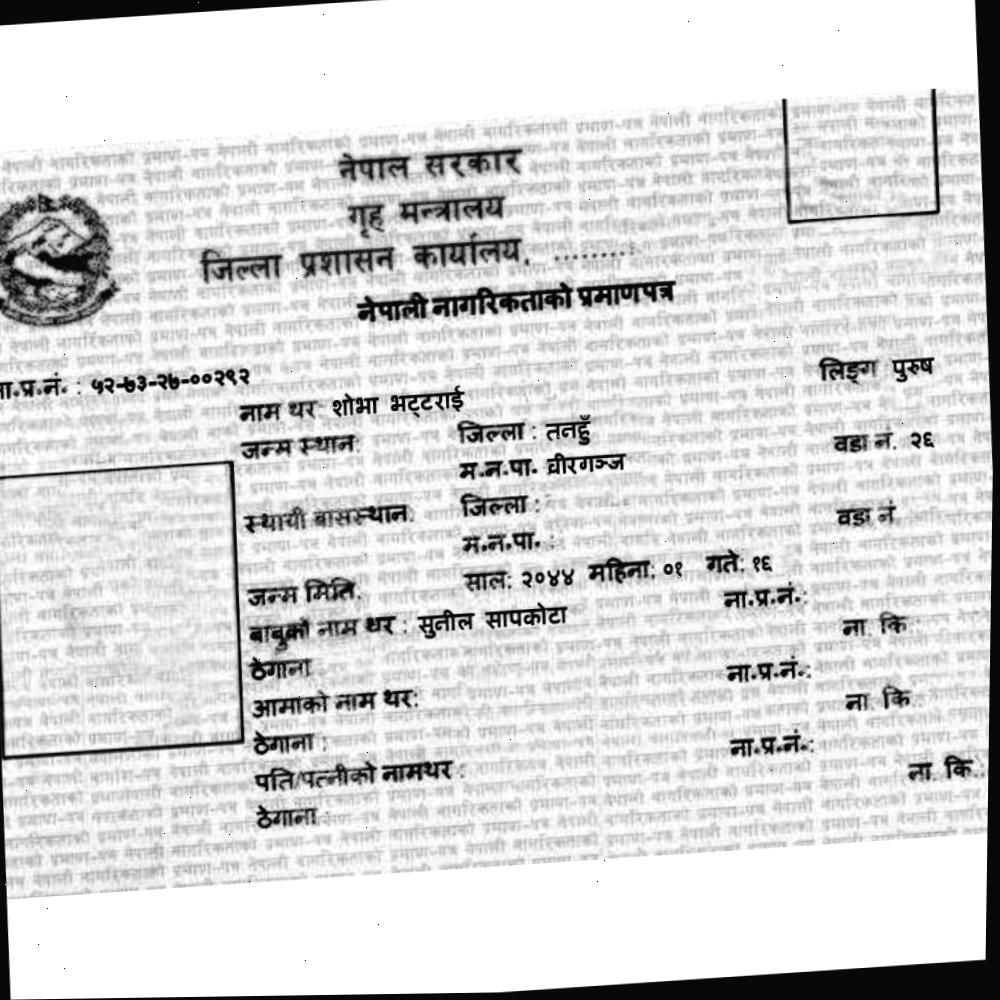 नेपाल सरकार
गृह मन्त्रालय
जिल्ला प्रशासन कार्यालय, .........
नेपाली नागरिकताको प्रमाणपत्र
ना.प्र.नं. : ५२-७३-२७-००२९२
लिङ्ग पुरुष
नाम थर शोभा भट्टराई
जन्म स्थान: जिल्ला : तनहुँ वडा नं. २६
म.न.पा. वीरगञ्ज
स्थायी बासस्थान: जिल्ला : वडा नं
म.न.पा. :
जन्म मिति: साल: २०४४ महिना: ०१ गते: १६
बाबुको नाम थर : सुनील सापकोटा ना.प्र.नं.:
ठेगाना ना. कि.:
आमाको नाम थर: ना.प्र.नं.:
ठेगाना : ना. कि.
पति/पत्नीको नामथर : ना.प्र.नं.:
ठेगाना : ना. कि.: